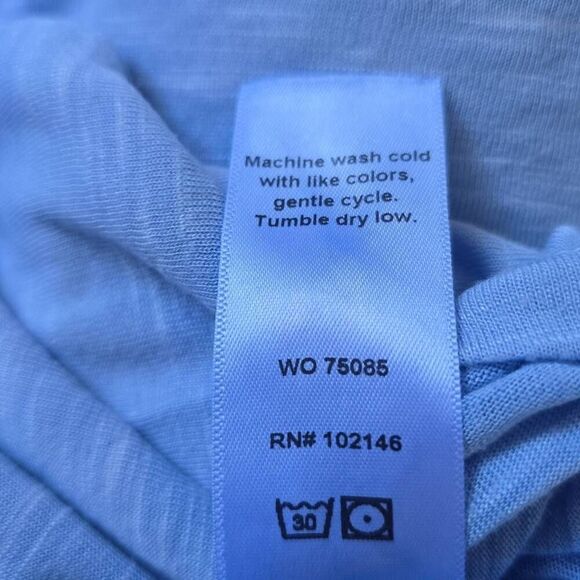 Machine wash cold
with like colors,
gentle cycle.
Tumble dry low.
WO 75085
RN# 102146
30